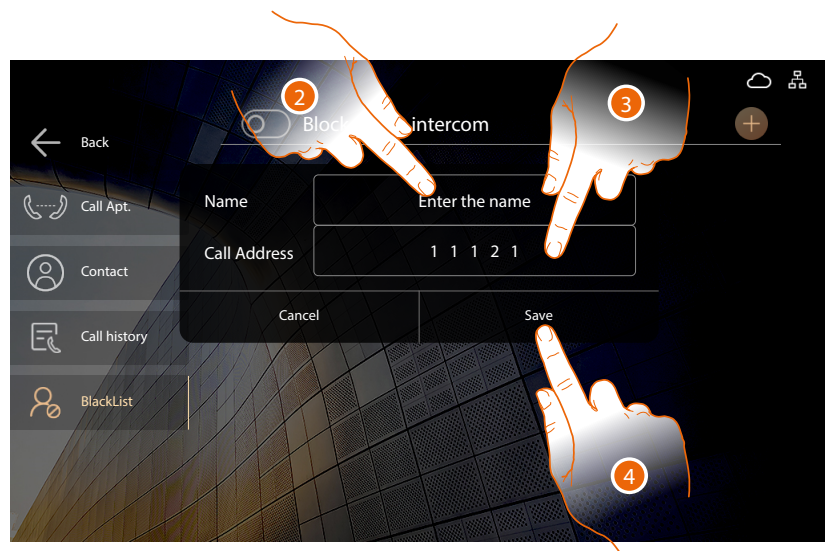 2
3
Bloc intercom
Back
Call Apt.
Name
Enter the name
Call Address
1 1 1 2 1
Contact
Cancel
Save
Call history
BlackList
4